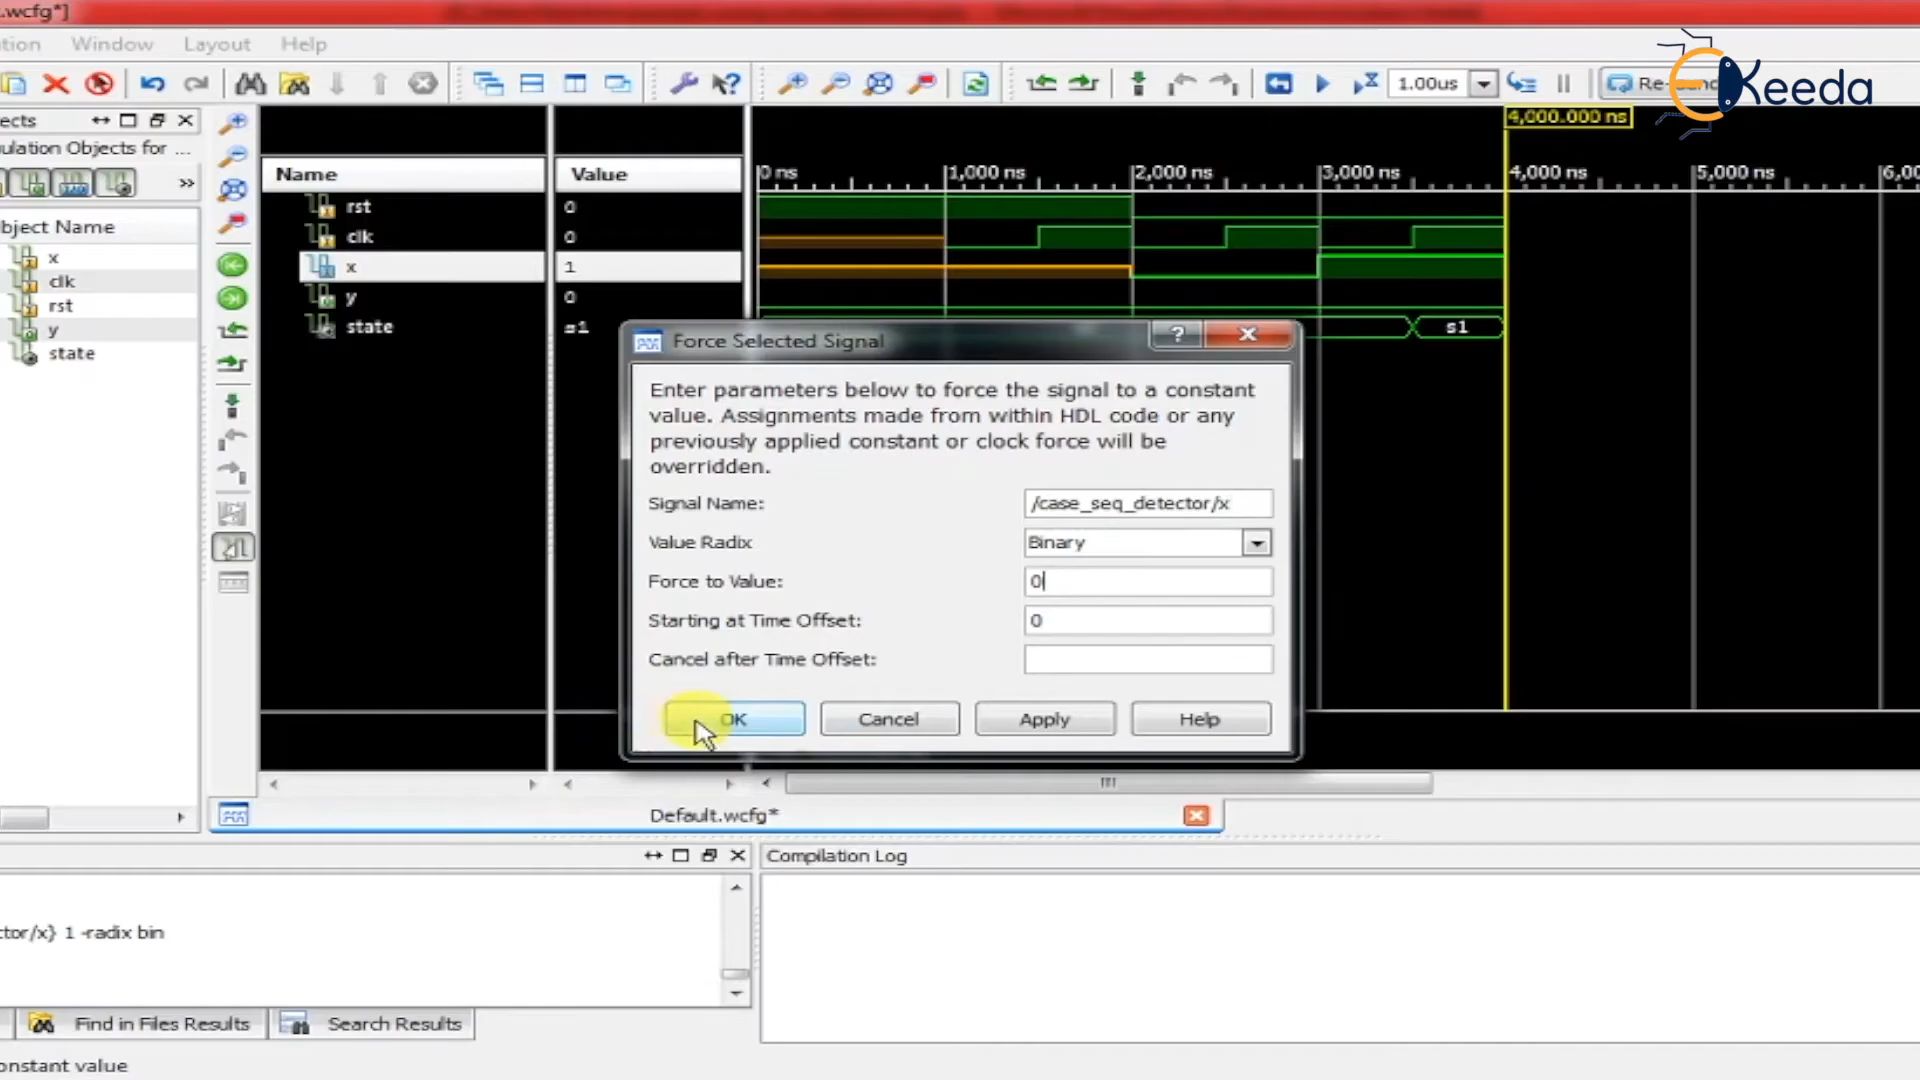 .wcfg*]
tion Window Layout Help
1.00us
Keeda
ects
ulation Objects for ...
»
bject Name
x
clk
rst
y
state
Name
Value
rst 0
clk 0
x 1
y 0
state s1
4,000.000 ns
0 ns 1,000 ns 2,000 ns 3,000 ns 4,000 ns 5,000 ns 6,0
s1
Force Selected Signal
?
Enter parameters below to force the signal to a constant
value. Assignments made from within HDL code or any
previously applied constant or clock force will be
overridden.
Signal Name: /case_seq_detector/x
Value Radix Binary
Force to Value: 0
Starting at Time Offset: 0
Cancel after Time Offset:
OK Cancel Apply Help
Default.wcfg*
Compilation Log
tor/x} 1 -radix bin
Find in Files Results Search Results
onstant value